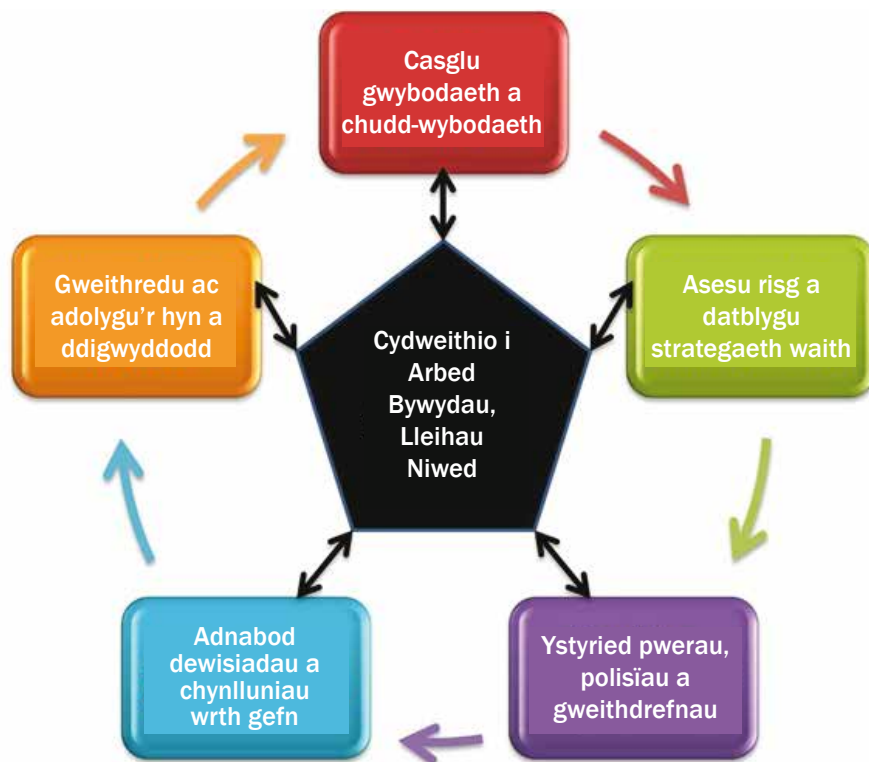 Casglu
gwybodaeth a
chudd-wybodaeth
Asesu risg a
datblygu
strategaeth waith
Ystyried pwerau,
polisïau a
gweithdrefnau
Adnabod
dewisiadau a
chynlluniau
wrth gefn
Gweithredu ac
adolygu’r hyn a
ddigwyddodd
Cydweithio i
Arbed
Bywydau,
Lleihau
Niwed